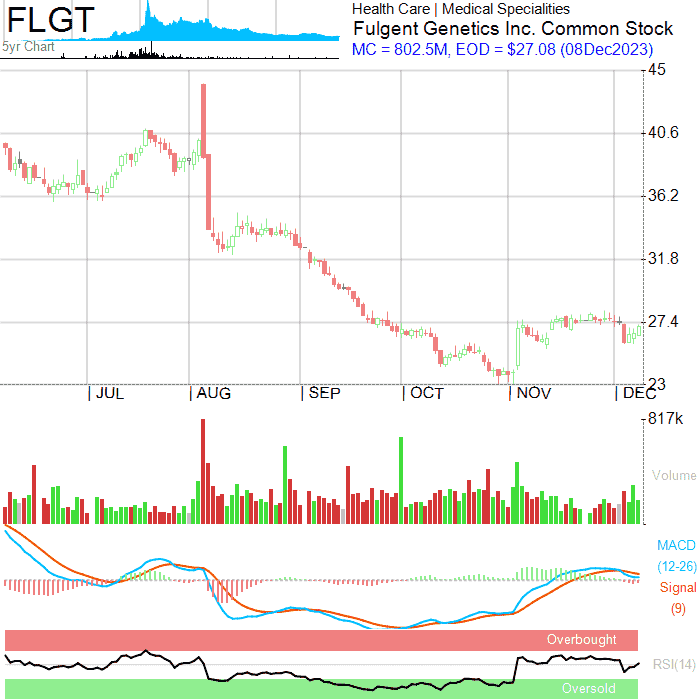 FLGT
5yr Chart
Health Care | Medical Specialities
Fulgent Genetics Inc. Common Stock
MC = 802.5M, EOD = $27.08 (08Dec2023)
45
40.6
36.2
31.8
27.4
23
| JUL | AUG | SEP | OCT | NOV | DEC
817k
Volume
MACD
(12-26)
Signal
(9)
Overbought
RSI(14)
Oversold